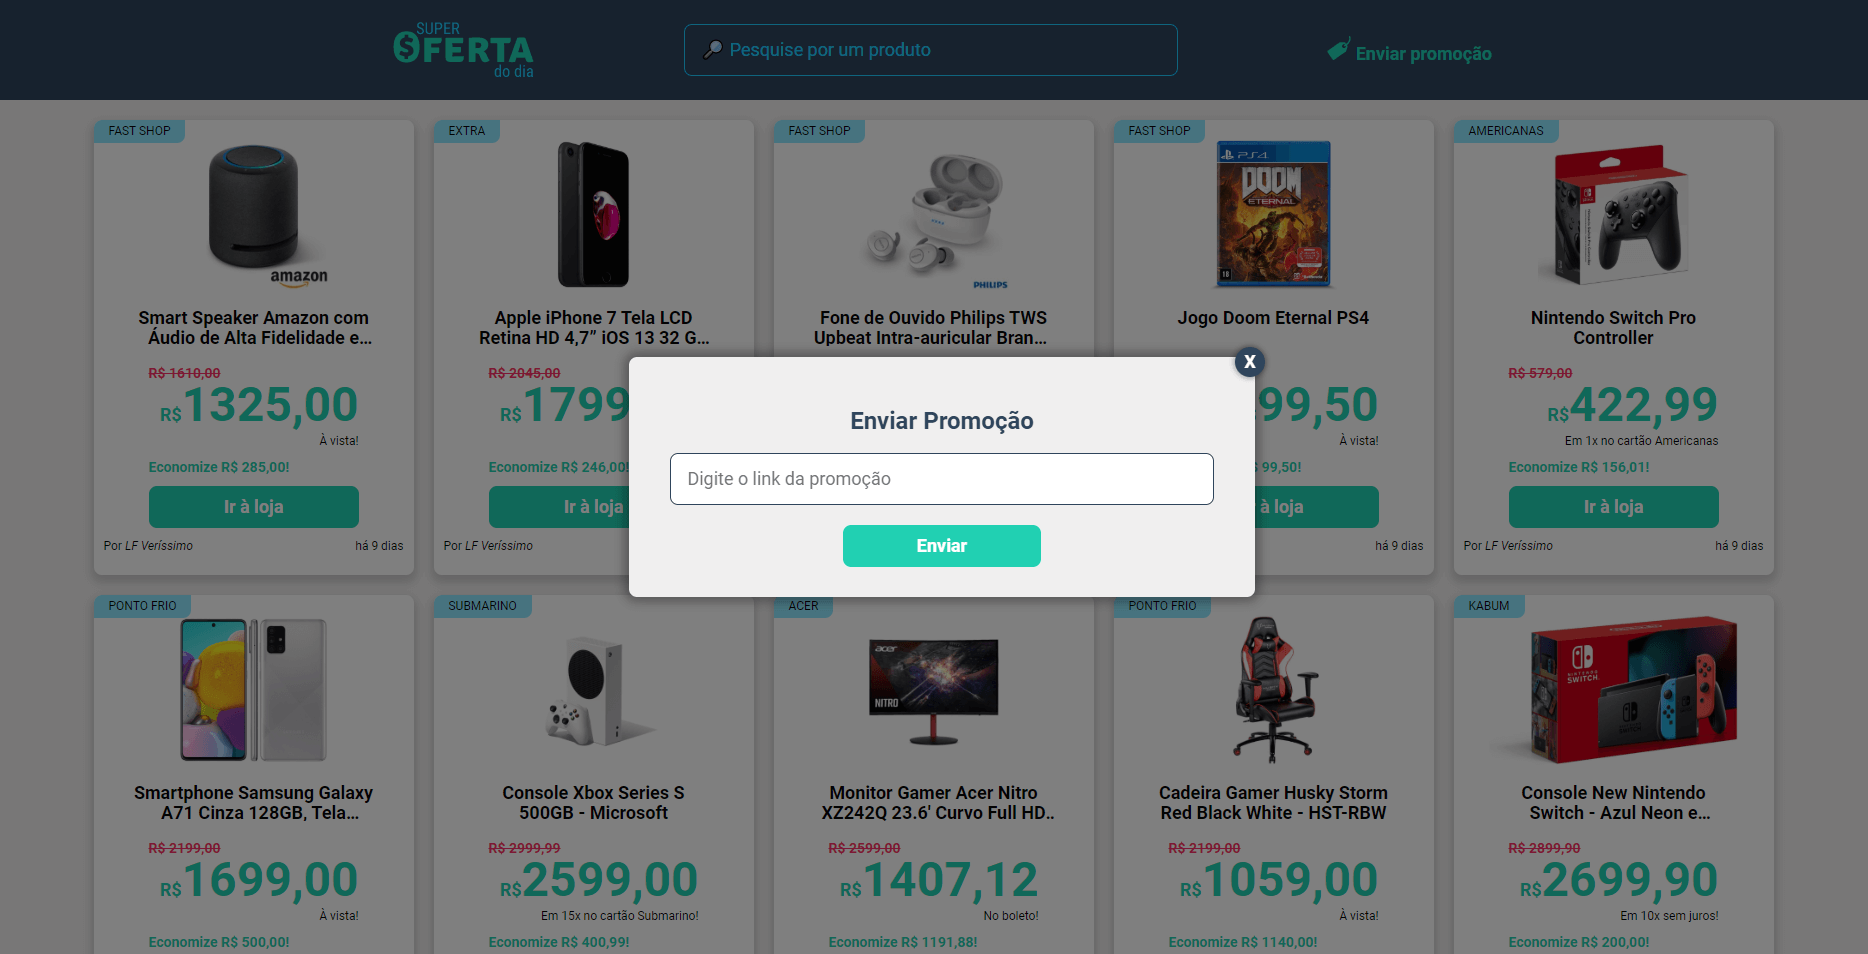 SUPER
OFERTA
do dia
Pesquise por um produto
Enviar promoção
FAST SHOP
amazon
Smart Speaker Amazon com
Áudio de Alta Fidelidade e...
R$ 1610,00
R$1325,00
À vista!
Economize R$ 285,00!
Ir à loja
Por LF Veríssimo
há 9 dias
EXTRA
Apple iPhone 7 Tela LCD
Retina HD 4,7” iOS 13 32 G...
R$ 2045,00
R$1799
Economize R$ 246,00!
Ir à loja
Por LF Veríssimo
FAST SHOP
PHILIPS
Fone de Ouvido Philips TWS
Upbeat Intra-auricular Bran...
FAST SHOP
PS4
DOOM
ETERNAL
18
Jogo Doom Eternal PS4
99,50
À vista!
99,50!
à loja
há 9 dias
AMERICANAS
Nintendo Switch Pro
Controller
R$ 579,00
R$422,99
Em 1x no cartão Americanas
Economize R$ 156,01!
Ir à loja
Por LF Veríssimo
há 9 dias
X
Enviar Promoção
Digite o link da promoção
Enviar
PONTO FRIO
Smartphone Samsung Galaxy
A71 Cinza 128GB, Tela...
R$ 2199,00
R$1699,00
À vista!
Economize R$ 500,00!
SUBMARINO
Console Xbox Series S
500GB - Microsoft
R$ 2999,99
R$2599,00
Em 15x no cartão Submarino!
Economize R$ 400,99!
ACER
acer
NITRO
Monitor Gamer Acer Nitro
XZ242Q 23.6' Curvo Full HD..
R$ 2599,00
R$1407,12
No boleto!
Economize R$ 1191,88!
PONTO FRIO
Cadeira Gamer Husky Storm
Red Black White - HST-RBW
R$ 2199,00
R$1059,00
À vista!
Economize R$ 1140,00!
KABUM
NINTENDO
SWITCH
Console New Nintendo
Switch - Azul Neon e...
R$ 2899,90
R$2699,90
Em 10x sem juros!
Economize R$ 200,00!